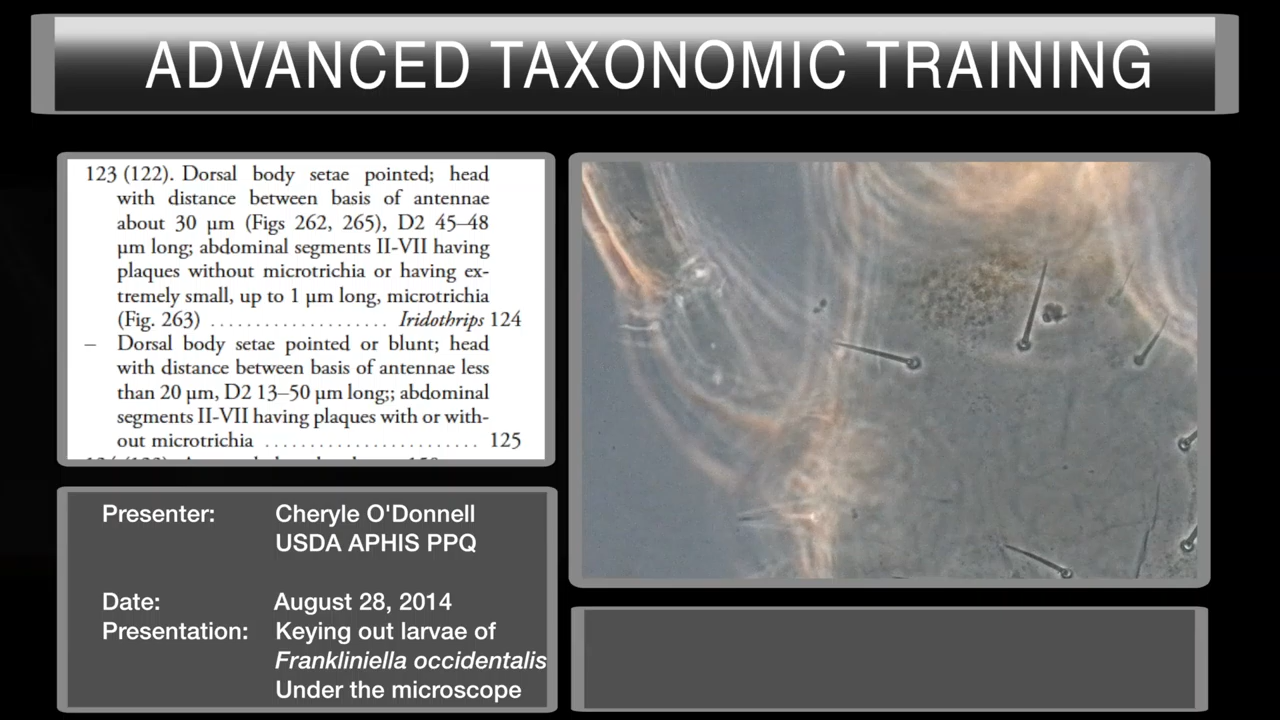 ADVANCED TAXONOMIC TRAINING
123 (122). Dorsal body setae pointed; head
with distance between basis of antennae
about 30 µm (Figs 262, 265), D2 45–48
µm long; abdominal segments II-VII having
plaques without microtrichia or having ex-
tremely small, up to 1 µm long, microtrichia
(Fig. 263) .................... Iridothrips 124
– Dorsal body setae pointed or blunt; head
with distance between basis of antennae less
than 20 µm, D2 13–50 µm long;; abdominal
segments II-VII having plaques with or with-
out microtrichia ........................ 125
Presenter: Cheryle O'Donnell
USDA APHIS PPQ
Date: August 28, 2014
Presentation: Keying out larvae of
Frankliniella occidentalis
Under the microscope